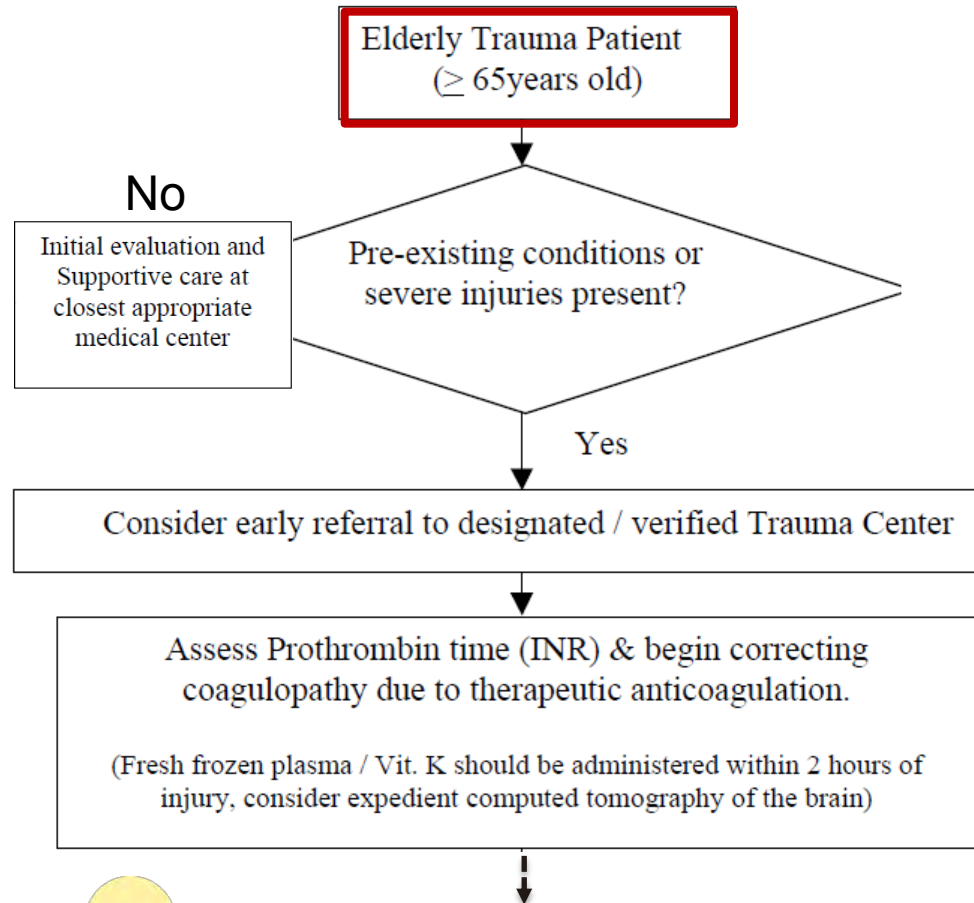 Elderly Trauma Patient
(≥ 65years old)
No
Initial evaluation and
Supportive care at
closest appropriate
medical center
Pre-existing conditions or
severe injuries present?
Yes
Consider early referral to designated / verified Trauma Center
Assess Prothrombin time (INR) & begin correcting
coagulopathy due to therapeutic anticoagulation.
(Fresh frozen plasma / Vit. K should be administered within 2 hours of
injury, consider expedient computed tomography of the brain)